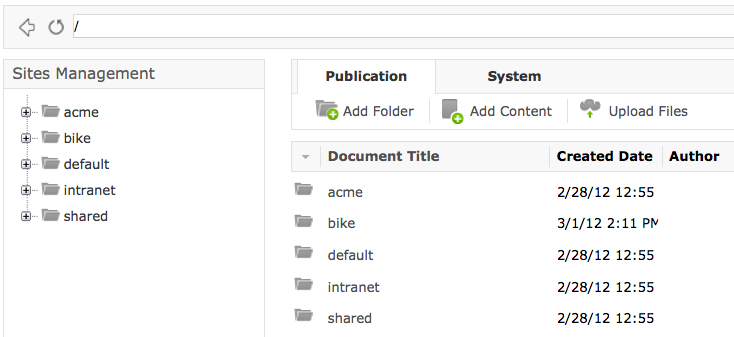 /
Sites Management
acme
bike
default
intranet
shared
Publication System
Add Folder Add Content Upload Files
Document Title Created Date Author
acme 2/28/12 12:55
bike 3/1/12 2:11 PM
default 2/28/12 12:55
intranet 2/28/12 12:55
shared 2/28/12 12:55